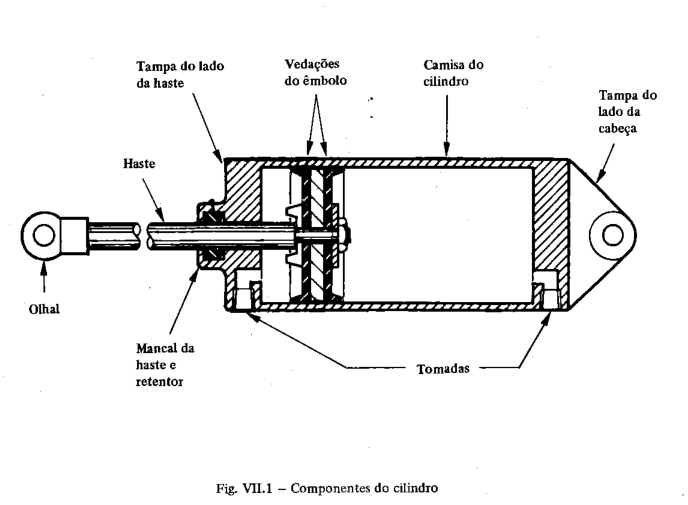 Tampa do lado
da haste
Vedações
do êmbolo
Camisa do
cilindro
Tampa do
lado da
cabeça
Haste
Olhal
Mancal da
haste e
retentor
Tomadas
Fig. VII.1 – Componentes do cilindro